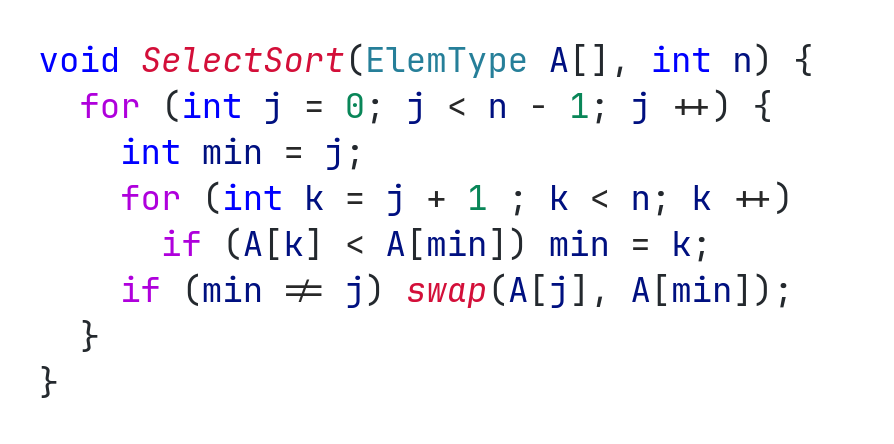 void SelectSort(ElemType A[], int n) {
  for (int j = 0; j < n - 1; j ++) {
    int min = j;
    for (int k = j + 1 ; k < n; k ++)
      if (A[k] < A[min]) min = k;
    if (min != j) swap(A[j], A[min]);
  }
}